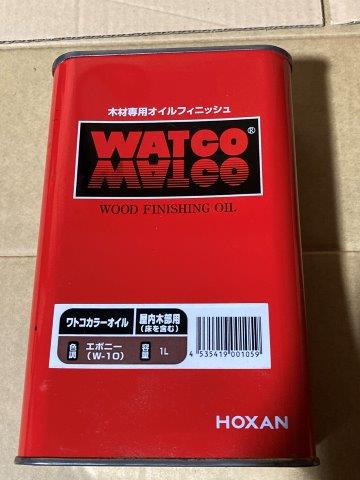 木材専用オイルフィニッシュ
WATCO®
WATCO
WOOD FINISHING OIL
ワトコカラーオイル 屋内木部用
(床を含む)
色調 エボニー
(W-10) 容量 1L
4 535419 001059
HOXAN